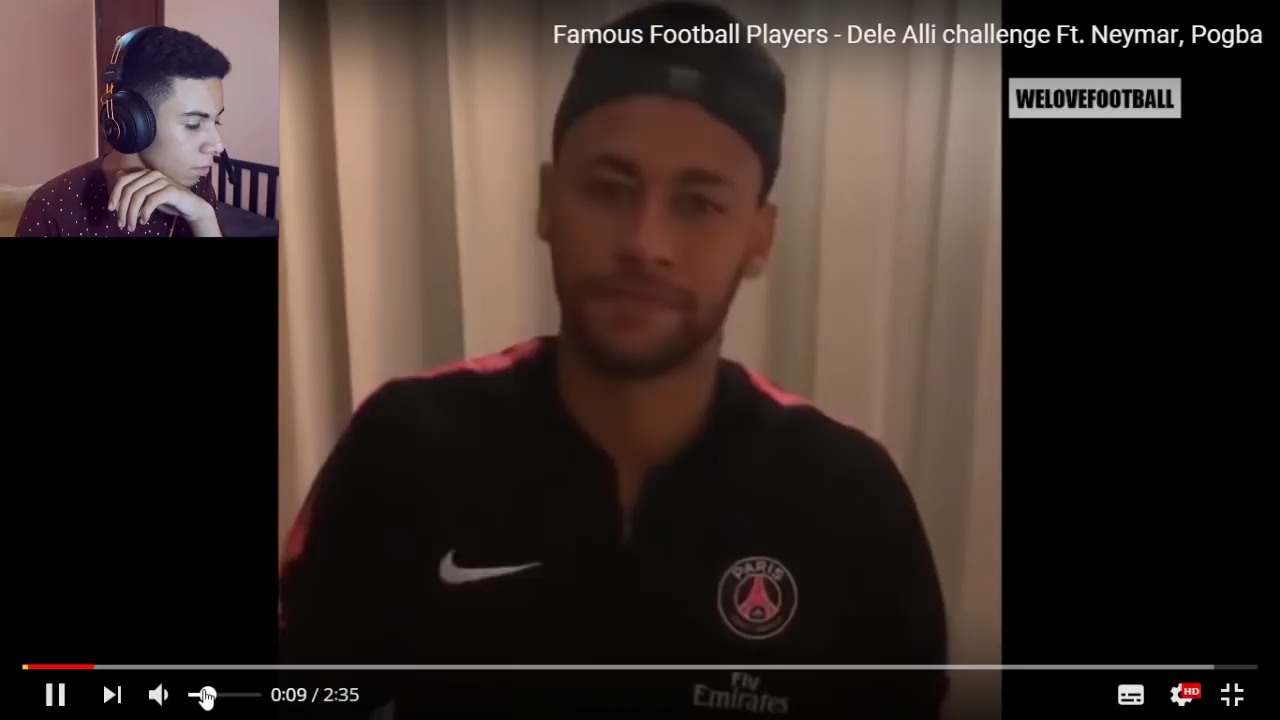 Famous Football Players - Dele Alli challenge Ft. Neymar, Pogba
WELOVEFOOTBALL
PARIS
Fly
Emirates
0:09 / 2:35
HD